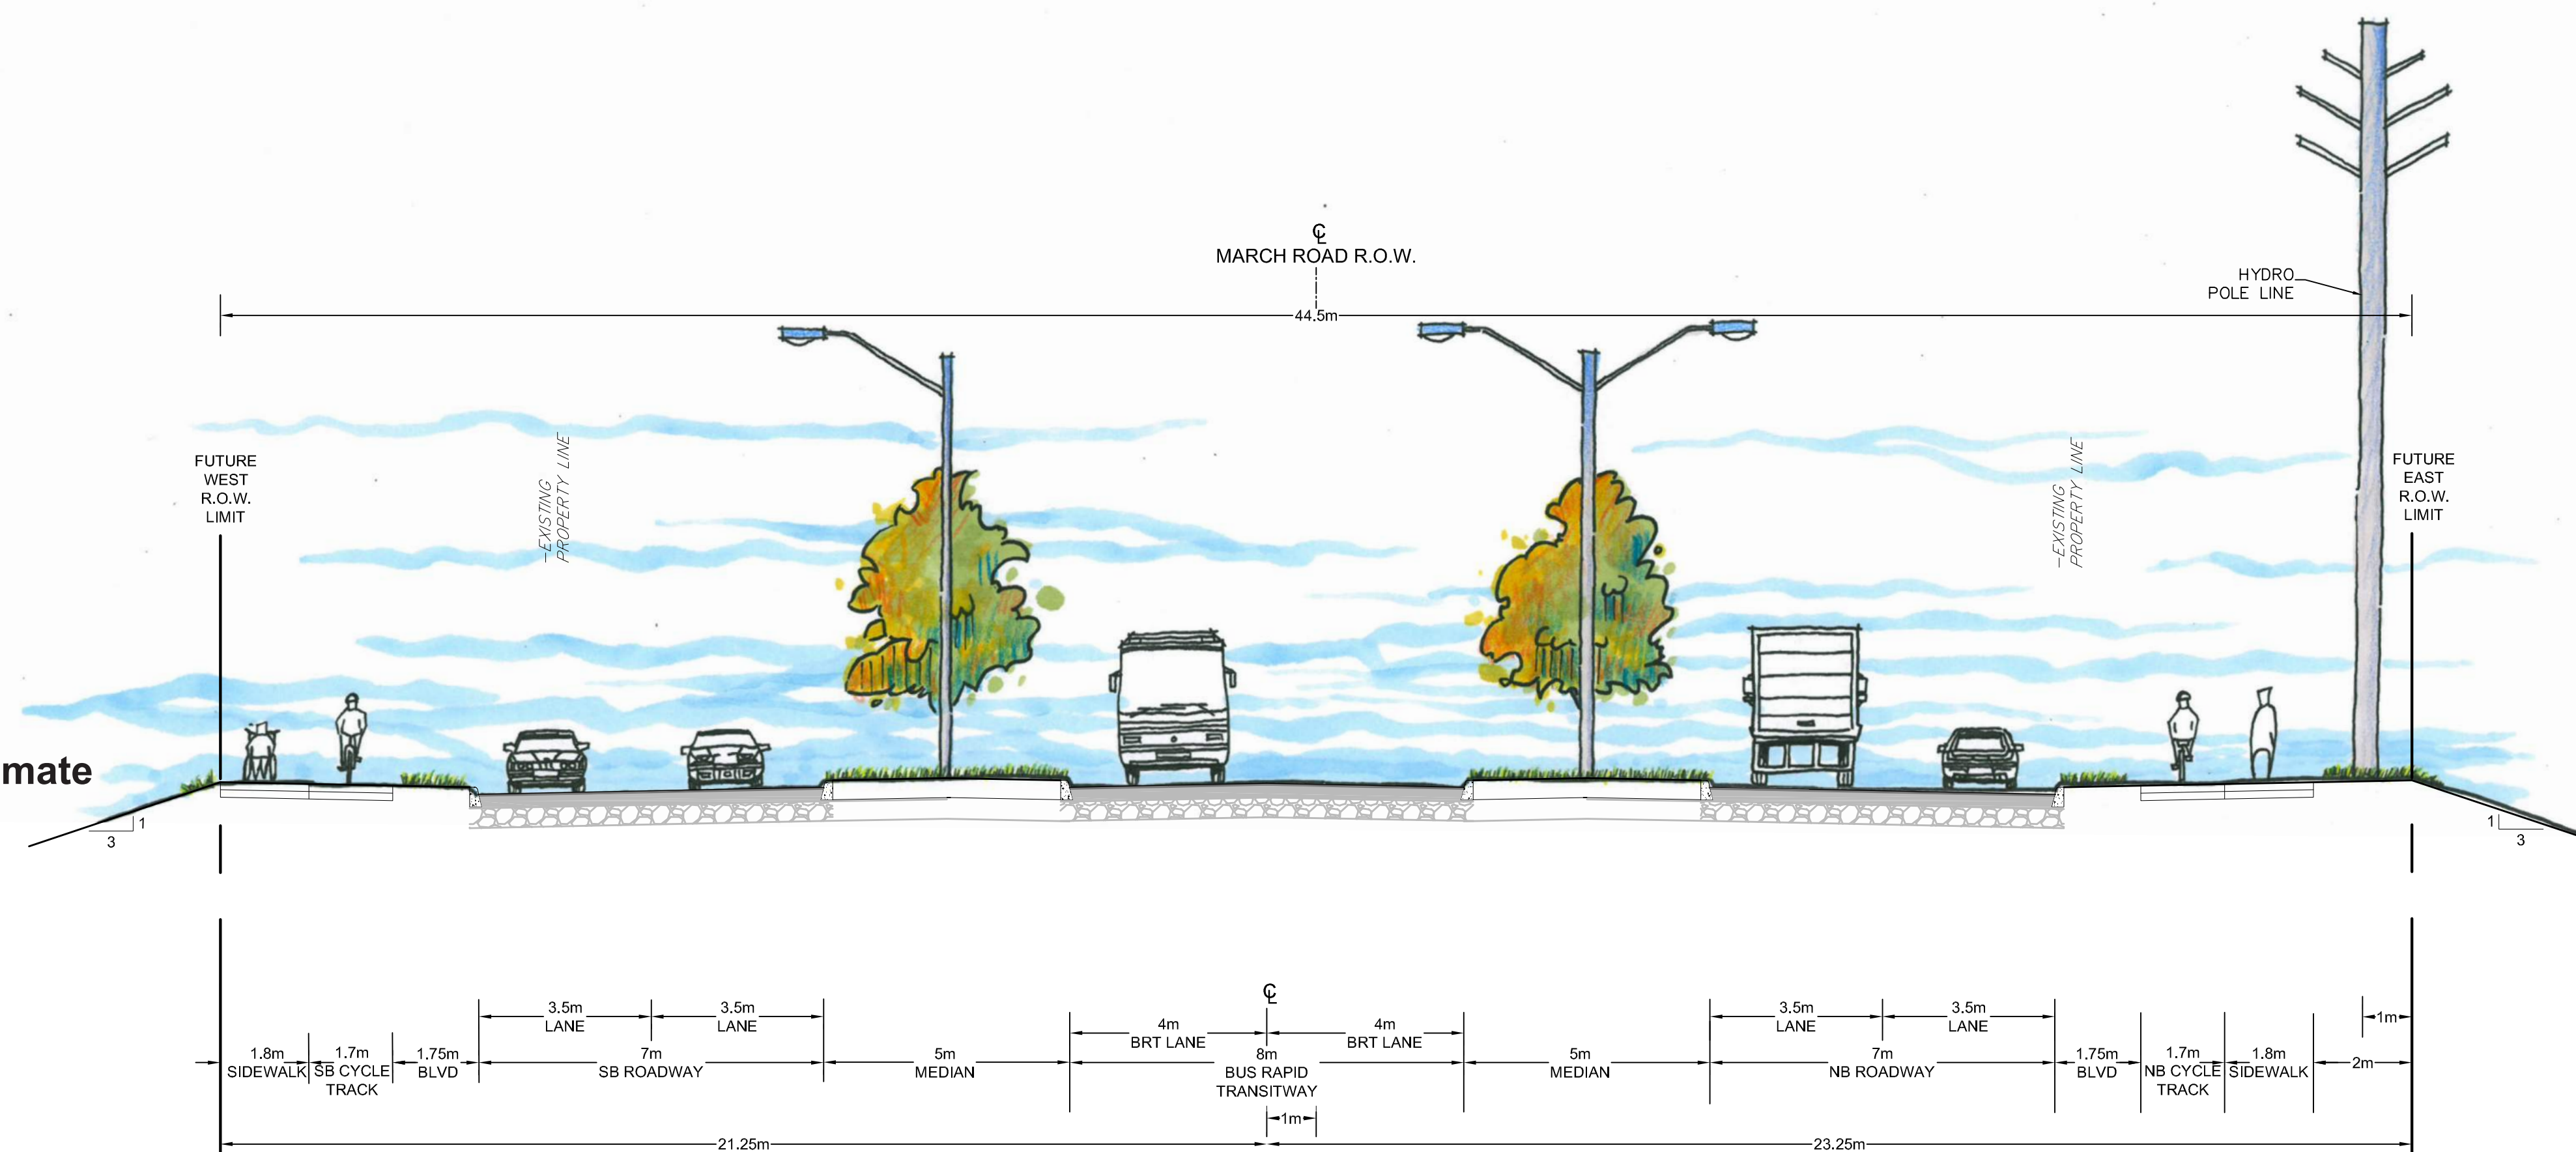 ℄
MARCH ROAD R.O.W.
44.5m
HYDRO
POLE LINE
FUTURE
WEST
R.O.W.
LIMIT
EXISTING
PROPERTY LINE
EXISTING
PROPERTY LINE
FUTURE
EAST
R.O.W.
LIMIT
mate
1
3
1
3
℄
3.5m
LANE
3.5m
LANE
4m
BRT LANE
4m
BRT LANE
3.5m
LANE
3.5m
LANE
1m
1.8m
SIDEWALK
1.7m
SB CYCLE
TRACK
1.75m
BLVD
7m
SB ROADWAY
5m
MEDIAN
8m
BUS RAPID
TRANSITWAY
5m
MEDIAN
7m
NB ROADWAY
1.75m
BLVD
1.7m
NB CYCLE
TRACK
1.8m
SIDEWALK
2m
1m
21.25m
23.25m